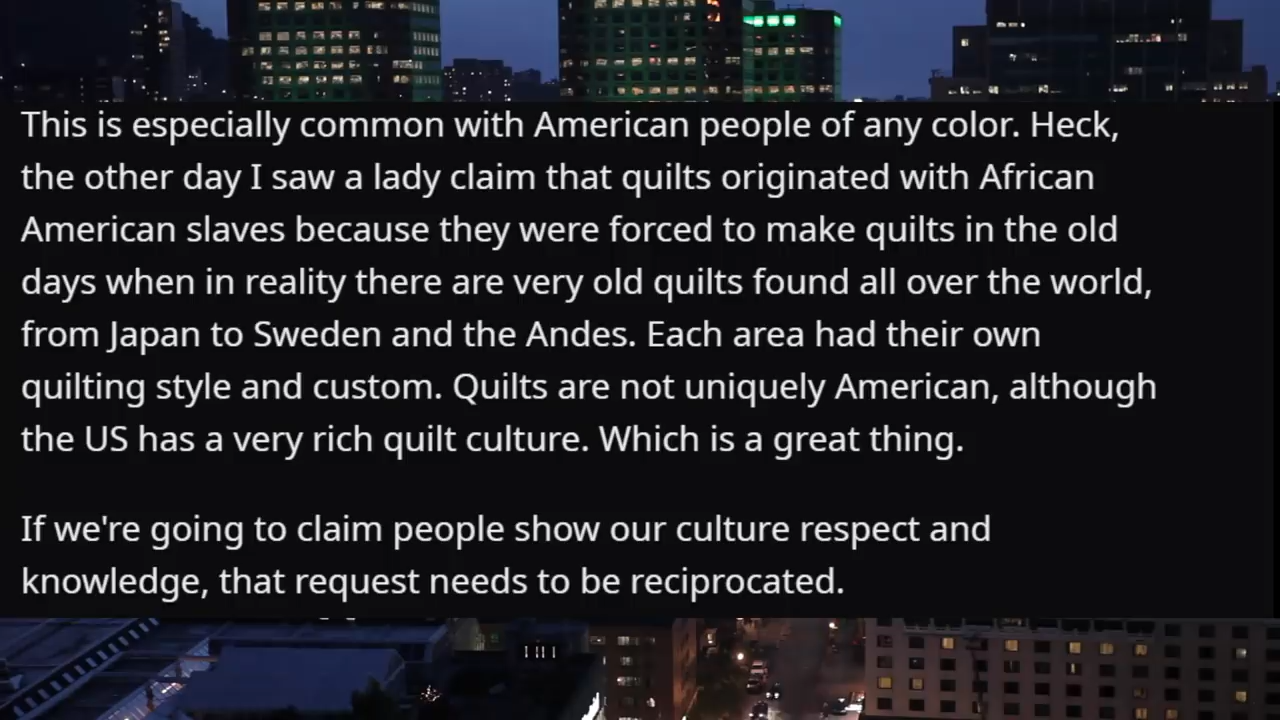 This is especially common with American people of any color. Heck,
the other day I saw a lady claim that quilts originated with African
American slaves because they were forced to make quilts in the old
days when in reality there are very old quilts found all over the world,
from Japan to Sweden and the Andes. Each area had their own
quilting style and custom. Quilts are not uniquely American, although
the US has a very rich quilt culture. Which is a great thing.
If we're going to claim people show our culture respect and
knowledge, that request needs to be reciprocated.